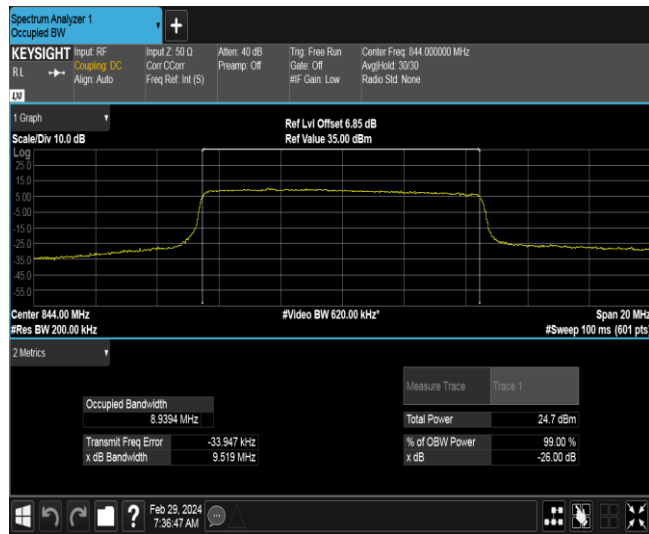 Spectrum Analyzer 1
Occupied BW
+
KEYSIGHT
RL
LXI
Input: RF
Coupling: DC
Align: Auto
Input Z: 50 Ω
Corr CCorr
Freq Ref: Int (S)
Atten: 40 dB
Preamp: Off
Trig: Free Run
Gate: Off
#IF Gain: Low
Center Freq: 844.000000 MHz
Avg|Hold: 30/30
Radio Std: None
1 Graph
Scale/Div 10.0 dB
Ref Lvl Offset 6.85 dB
Ref Value 35.00 dBm
Log
25.0
15.0
5.00
-5.00
-15.0
-25.0
-35.0
-45.0
-55.0
Center 844.00 MHz
#Video BW 620.00 kHz*
Span 20 MHz
#Res BW 200.00 kHz
#Sweep 100 ms (601 pts)
2 Metrics
Measure Trace
Trace 1
Occupied Bandwidth
8.9394 MHz
Total Power
24.7 dBm
Transmit Freq Error
-33.947 kHz
% of OBW Power
99.00 %
x dB Bandwidth
9.519 MHz
x dB
-26.00 dB
?
Feb 29, 2024
7:36:47 AM